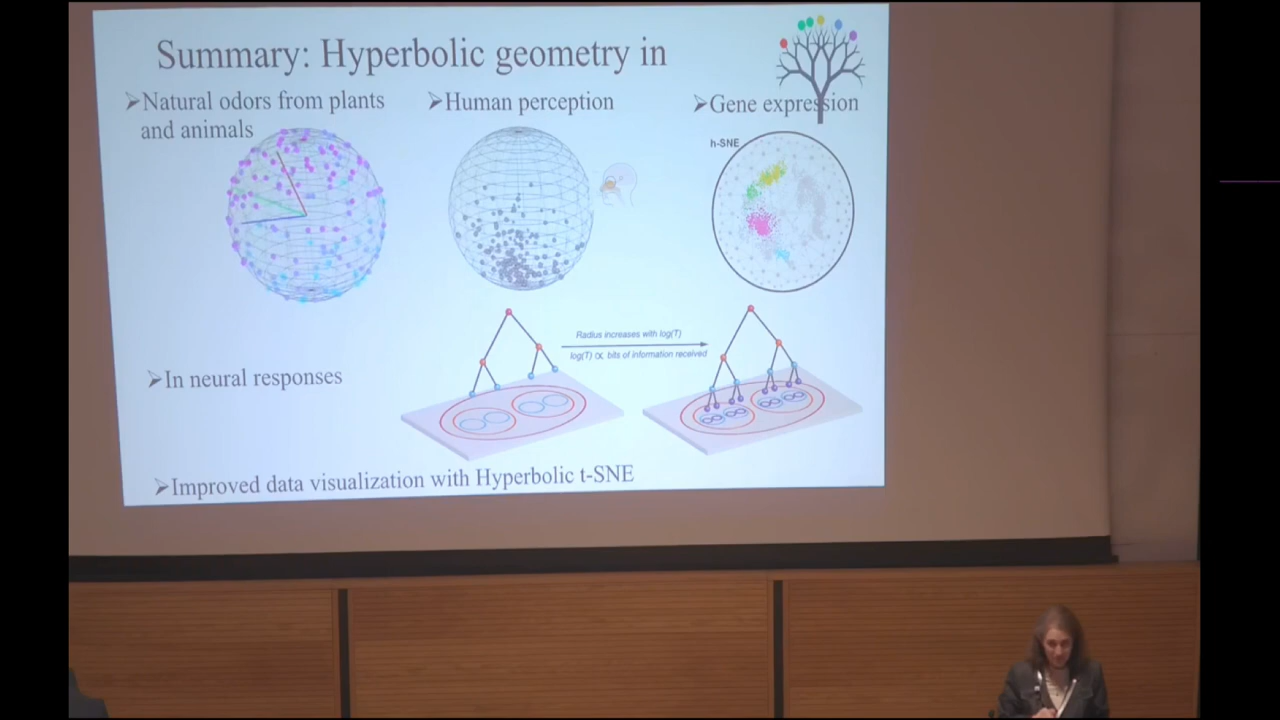 Summary: Hyperbolic geometry in
➢Natural odors from plants
and animals
➢Human perception
➢Gene expression
h-SNE
Radius increases with log(T)
log(T) ∝ bits of information received
➢In neural responses
➢Improved data visualization with Hyperbolic t-SNE